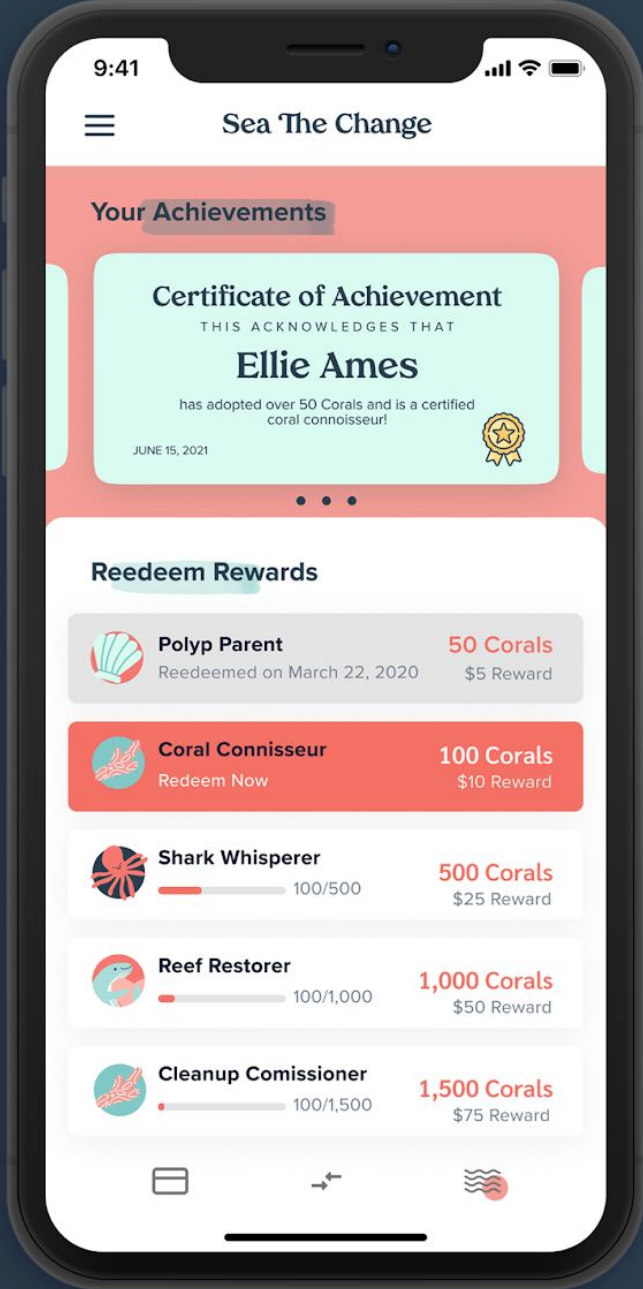 9:41
Sea The Change
Your Achievements
Certificate of Achievement
THIS ACKNOWLEDGES THAT
Ellie Ames
has adopted over 50 Corals and is a certified
coral connoisseur!
JUNE 15, 2021
Reedeem Rewards
Polyp Parent
50 Corals
Reedeemed on March 22, 2020
$5 Reward
Coral Connisseur
100 Corals
Redeem Now
$10 Reward
Shark Whisperer
500 Corals
100/500
$25 Reward
Reef Restorer
1,000 Corals
100/1,000
$50 Reward
Cleanup Comissioner
1,500 Corals
100/1,500
$75 Reward